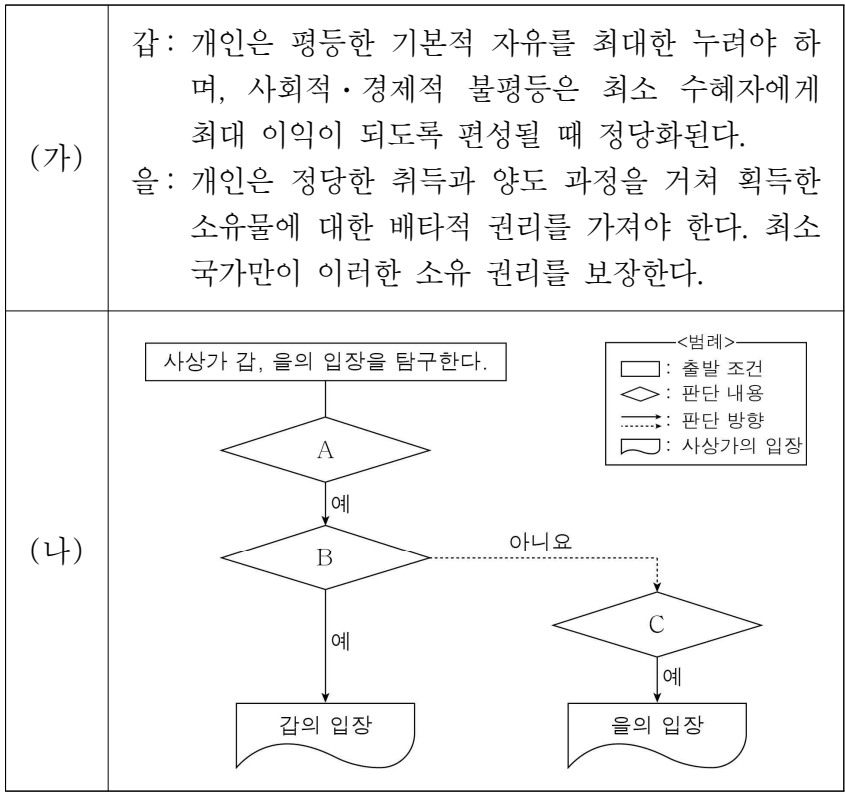 (가)
갑: 개인은 평등한 기본적 자유를 최대한 누려야 하
며, 사회적·경제적 불평등은 최소 수혜자에게
최대 이익이 되도록 편성될 때 정당화된다.
을: 개인은 정당한 취득과 양도 과정을 거쳐 획득한
소유물에 대한 배타적 권리를 가져야 한다. 최소
국가만이 이러한 소유 권리를 보장한다.
(나)
사상가 갑, 을의 입장을 탐구한다.
<범례>
: 출발 조건
: 판단 내용
: 판단 방향
: 사상가의 입장
A
예
B
아니요
C
예
예
갑의 입장
을의 입장